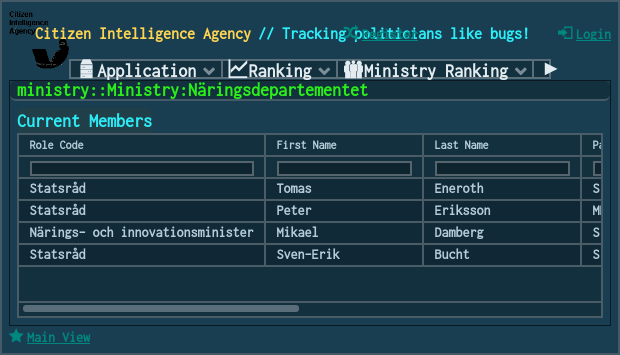 Citizen
Intelligence
Agency
Citizen Intelligence Agency // Tracking politicians like bugs!
Login
Application
Ranking
Ministry Ranking
ministry::Ministry:Näringsdepartementet
Current Members
Role Code First Name Last Name
Statsråd Tomas Eneroth S
Statsråd Peter Eriksson
Närings- och innovationsminister Mikael Damberg S
Statsråd Sven-Erik Bucht S
Main View